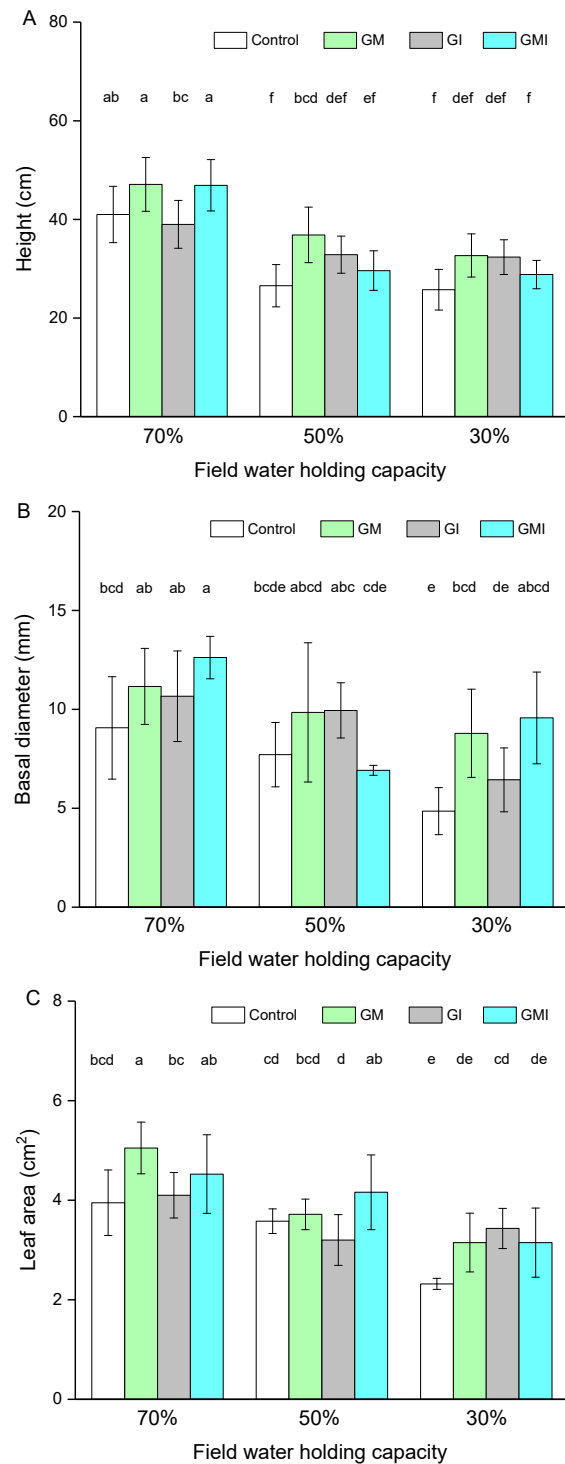 A
80
60
40
20
0
Height (cm)
Control GM GI GMI
ab a bc a f bcd def ef f def def f
70% 50% 30%
Field water holding capacity
B
20
15
10
5
0
Basal diameter (mm)
Control GM GI GMI
bcd ab ab a bcde abcd abc cde e bcd de abcd
70% 50% 30%
Field water holding capacity
C
8
6
4
2
0
Leaf area (cm²)
Control GM GI GMI
bcd a bc ab cd bcd d ab e de cd de
70% 50% 30%
Field water holding capacity